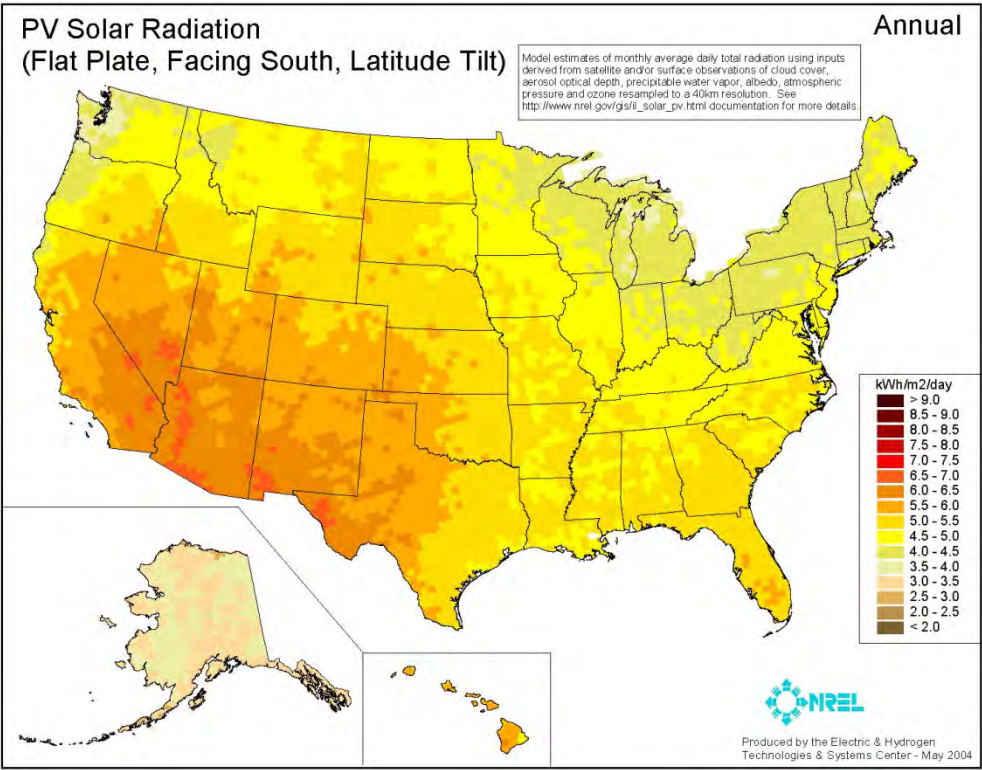 PV Solar Radiation
(Flat Plate, Facing South, Latitude Tilt)
Annual
Model estimates of monthly average daily total radiation using inputs
derived from satellite and/or surface observations of cloud cover,
aerosol optical depth, precipitable water vapor, albedo, atmospheric
pressure and ozone resampled to a 40km resolution. See
http://www.nrel.gov/gis/il_solar_pv.html documentation for more details.
kWh/m2/day
> 9.0
8.5 - 9.0
8.0 - 8.5
7.5 - 8.0
7.0 - 7.5
6.5 - 7.0
6.0 - 6.5
5.5 - 6.0
5.0 - 5.5
4.5 - 5.0
4.0 - 4.5
3.5 - 4.0
3.0 - 3.5
2.5 - 3.0
2.0 - 2.5
< 2.0
NREL
Produced by the Electric & Hydrogen
Technologies & Systems Center - May 2004